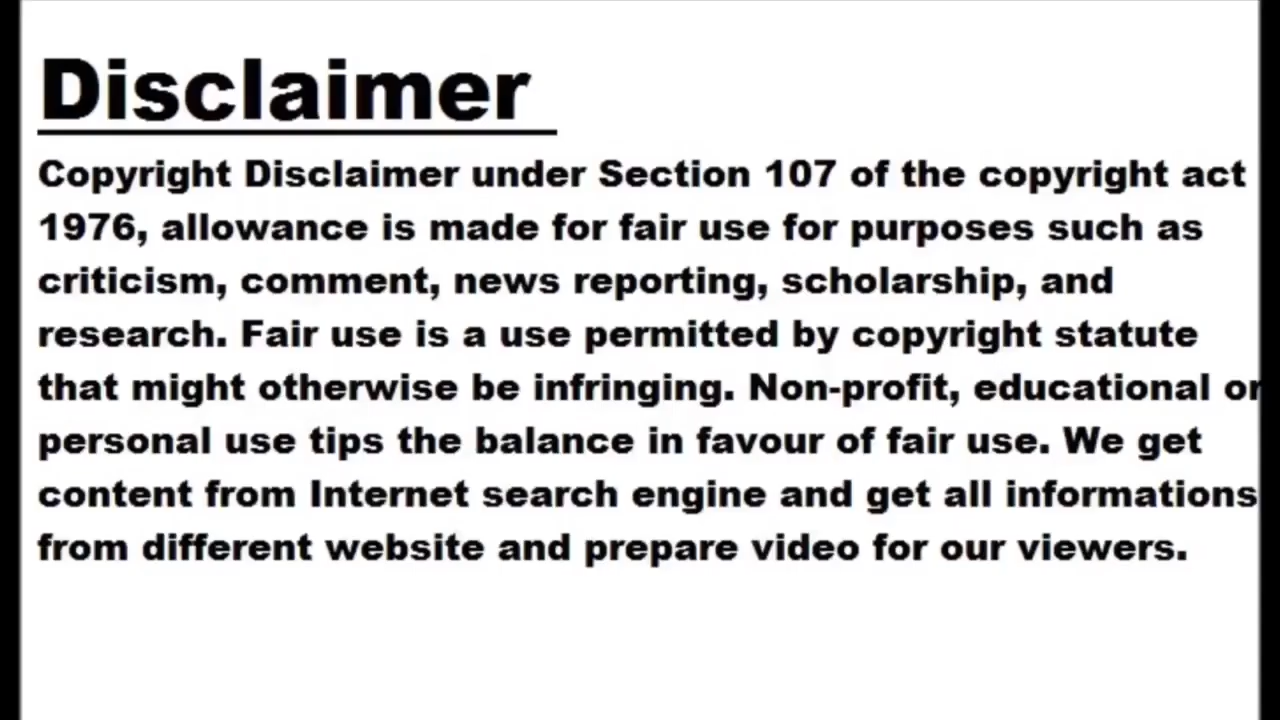 Disclaimer
Copyright Disclaimer under Section 107 of the copyright act
1976, allowance is made for fair use for purposes such as
criticism, comment, news reporting, scholarship, and
research. Fair use is a use permitted by copyright statute
that might otherwise be infringing. Non-profit, educational or
personal use tips the balance in favour of fair use. We get
content from Internet search engine and get all informations
from different website and prepare video for our viewers.